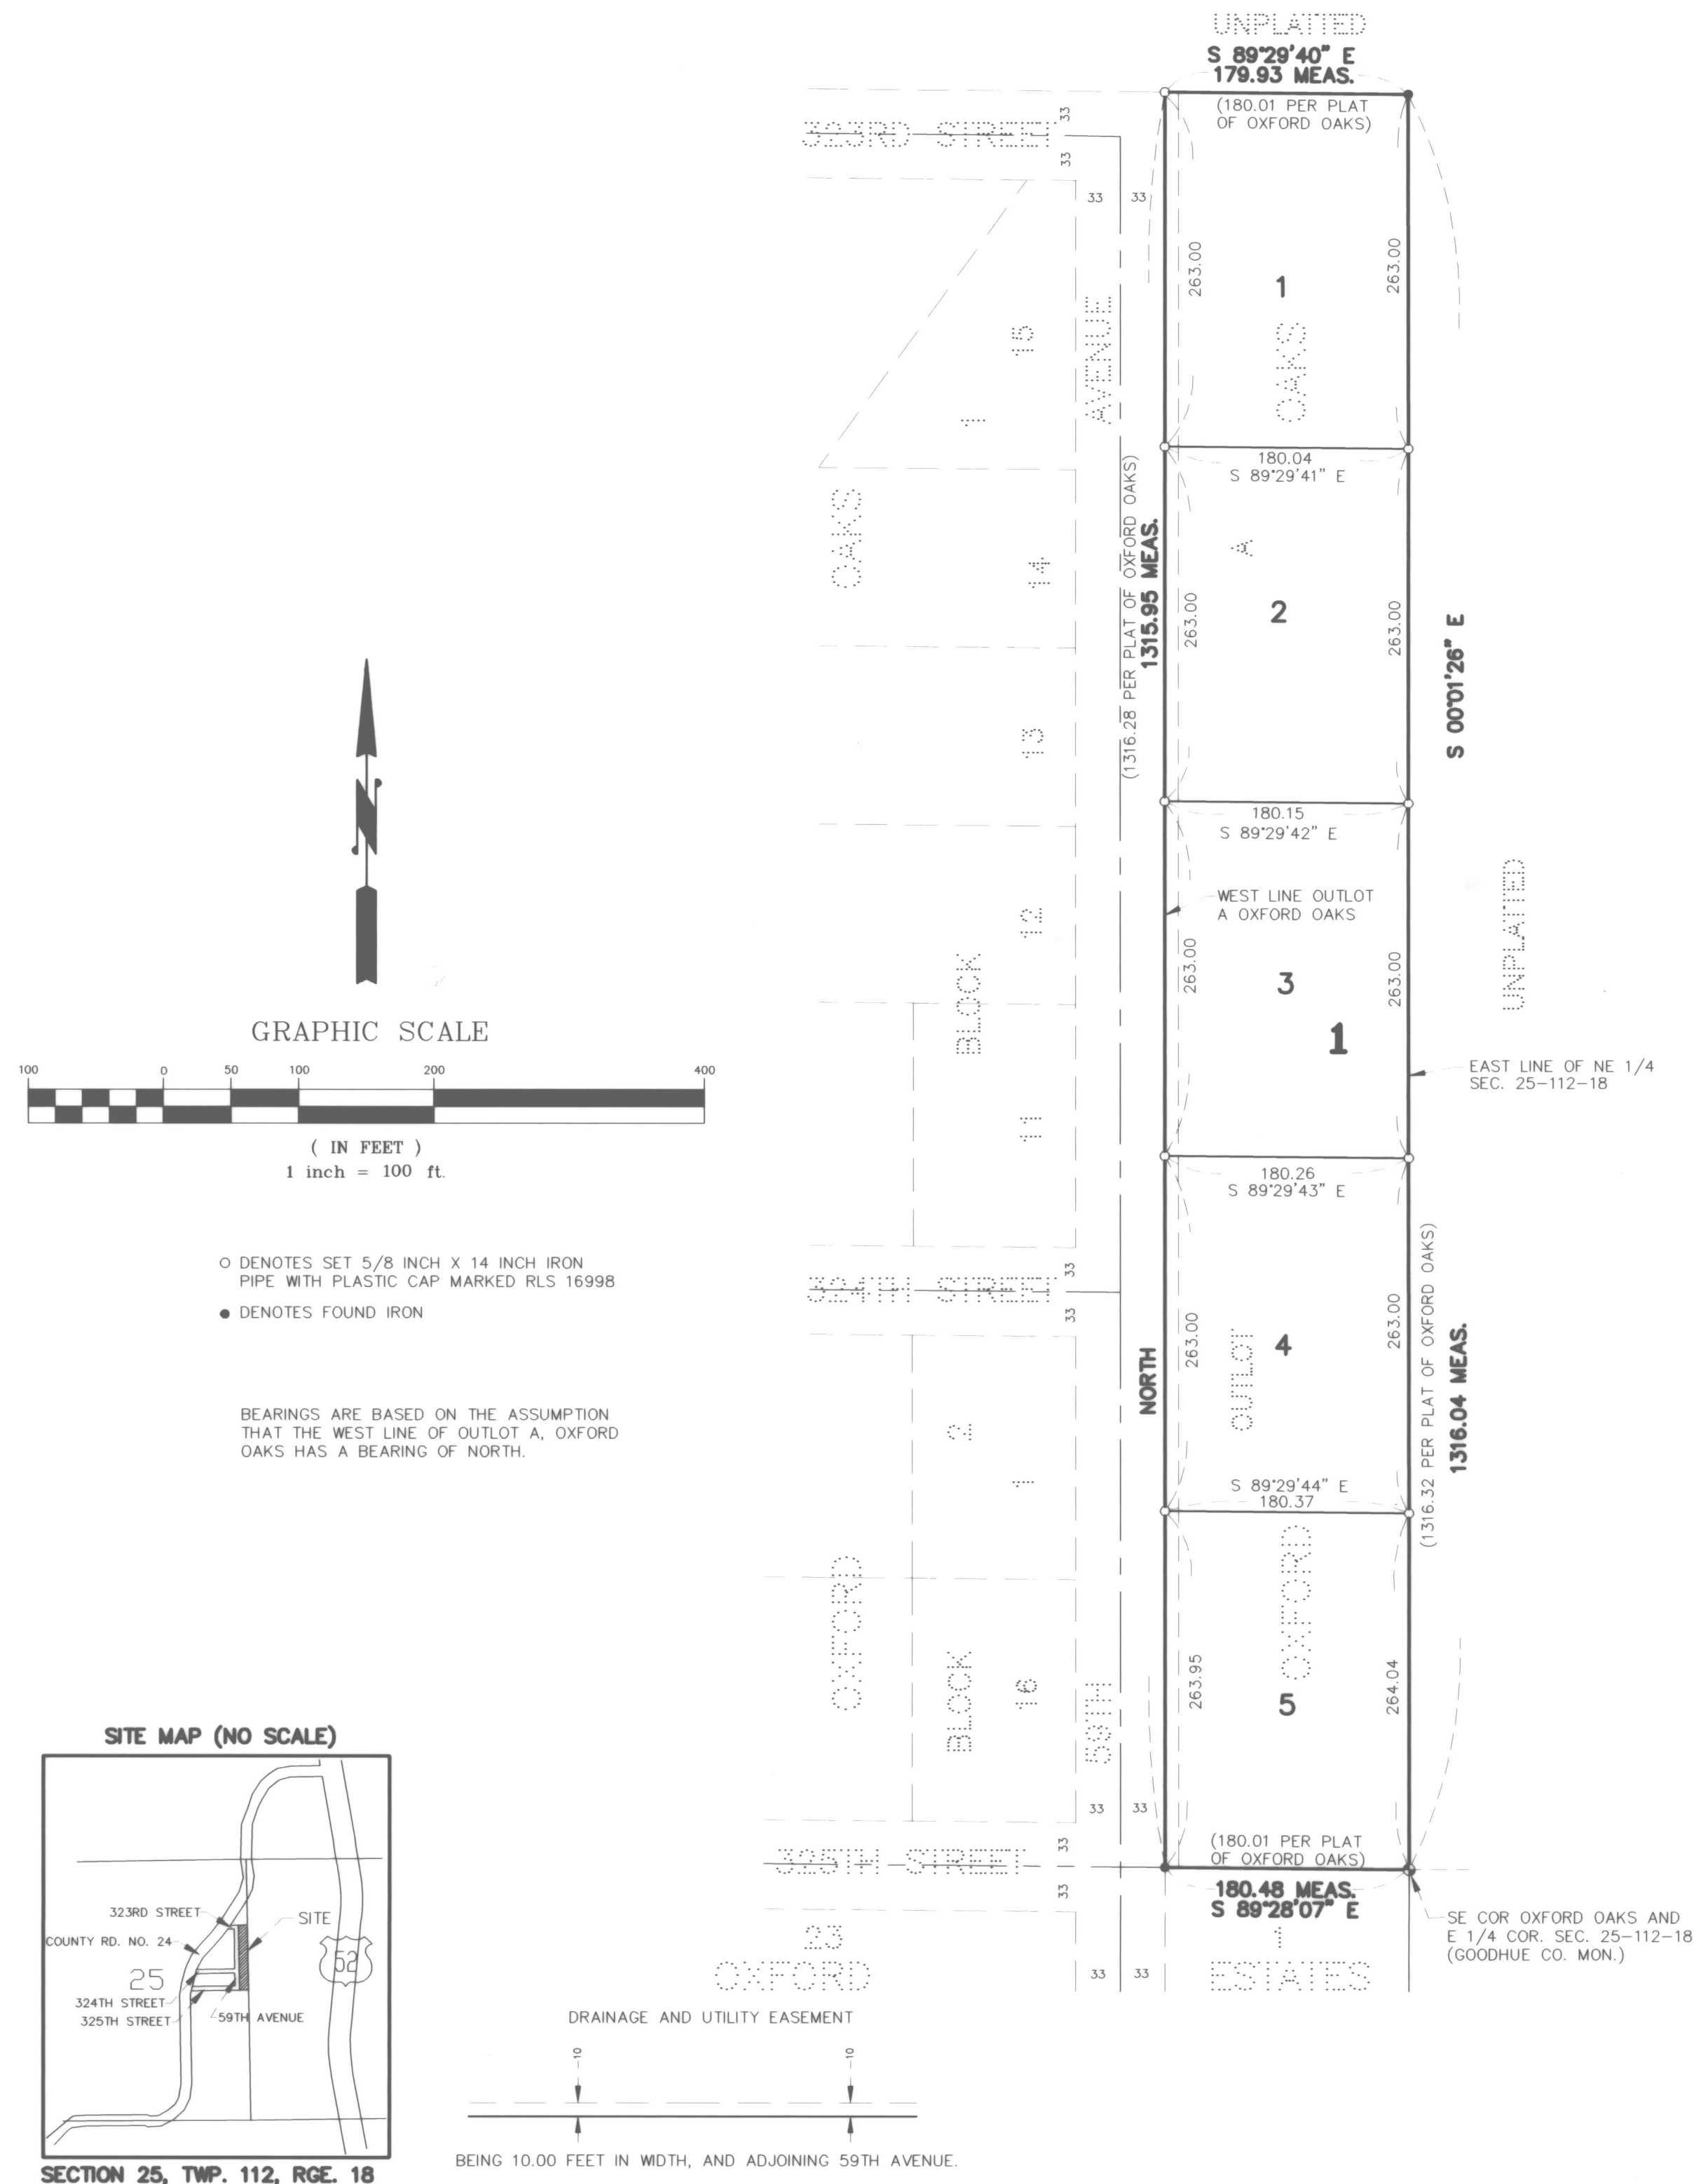 UNPLATTED
S 89°29'40" E
179.93 MEAS.
(180.01 PER PLAT
OF OXFORD OAKS)
323RD STREET
33
33
33
33
263.00
263.00
1
OAKS
AVENUE
15
1
180.04
S 89°29'41" E
OAKS
14
(1316.28 PER PLAT OF OXFORD OAKS)
1315.95 MEAS.
A
2
263.00
263.00
S 00°01'26" E
13
180.15
S 89°29'42" E
WEST LINE OUTLOT
A OXFORD OAKS
12
BLOCK
263.00
263.00
3
1
UNPLATTED
EAST LINE OF NE 1/4
SEC. 25-112-18
11
N
GRAPHIC SCALE
100 0 50 100 200 400
( IN FEET )
1 inch = 100 ft.
180.26
S 89°29'43" E
O DENOTES SET 5/8 INCH X 14 INCH IRON
PIPE WITH PLASTIC CAP MARKED RLS 16998
● DENOTES FOUND IRON
324TH STREET
33
33
NORTH
263.00
263.00
4
OUTLOT
(1316.32 PER PLAT OF OXFORD OAKS)
1316.04 MEAS.
BEARINGS ARE BASED ON THE ASSUMPTION
THAT THE WEST LINE OF OUTLOT A, OXFORD
OAKS HAS A BEARING OF NORTH.
2
1
S 89°29'44" E
180.37
OXFORD
OXFORD
BLOCK
16
59TH
263.95
264.04
5
33
33
33
33
325TH STREET
(180.01 PER PLAT
OF OXFORD OAKS)
180.48 MEAS.
S 89°28'07" E
SE COR OXFORD OAKS AND
E 1/4 COR. SEC. 25-112-18
(GOODHUE CO. MON.)
23
OXFORD
33
33
1
ESTATES
SITE MAP (NO SCALE)
323RD STREET
SITE
COUNTY RD. NO. 24
25
52
324TH STREET
325TH STREET
59TH AVENUE
SECTION 25, TWP. 112, RGE. 18
DRAINAGE AND UTILITY EASEMENT
10
10
BEING 10.00 FEET IN WIDTH, AND ADJOINING 59TH AVENUE.